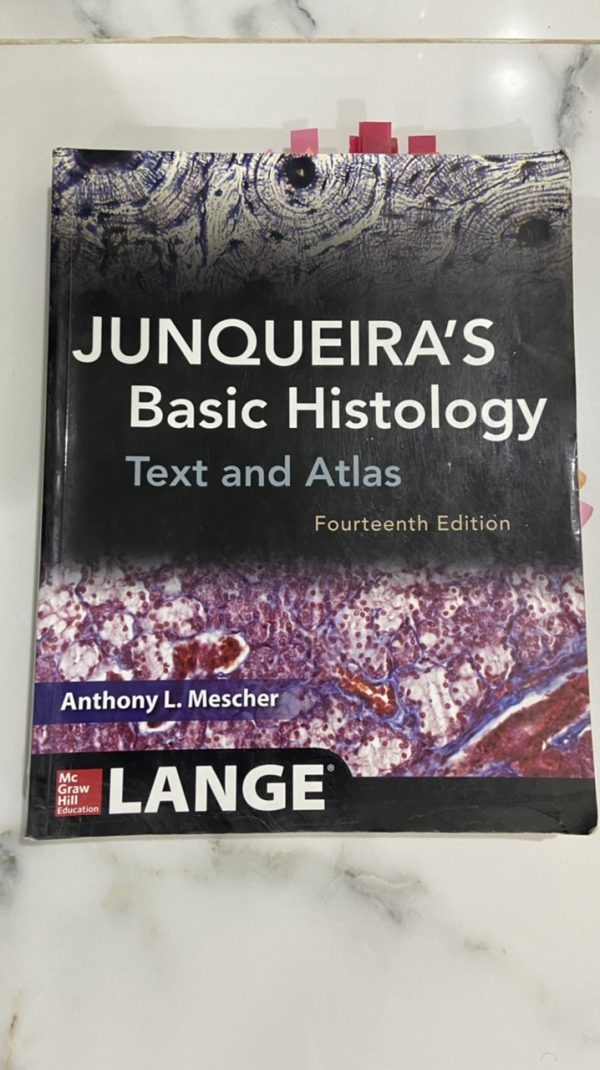 JUNQUEIRA'S
Basic Histology
Text and Atlas
Fourteenth Edition
Anthony L. Mescher
Mc
Graw
Hill
Education
LANGE®